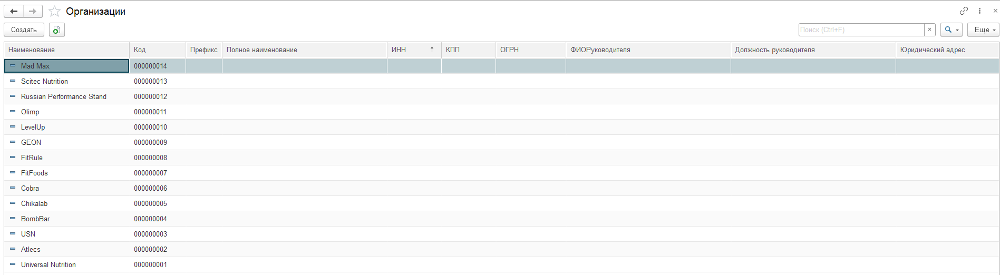 Организации
Создать
Поиск (Ctrl+F)
Еще
Наименование Код Префикс Полное наименование ИНН КПП ОГРН ФИОРуководителя Должность руководителя Юридический адрес
Mad Max 000000014
Scitec Nutrition 000000013
Russian Performance Stand 000000012
Olimp 000000011
LevelUp 000000010
GEON 000000009
FitRule 000000008
FitFoods 000000007
Cobra 000000006
Chikalab 000000005
BombBar 000000004
USN 000000003
Atlecs 000000002
Universal Nutrition 000000001